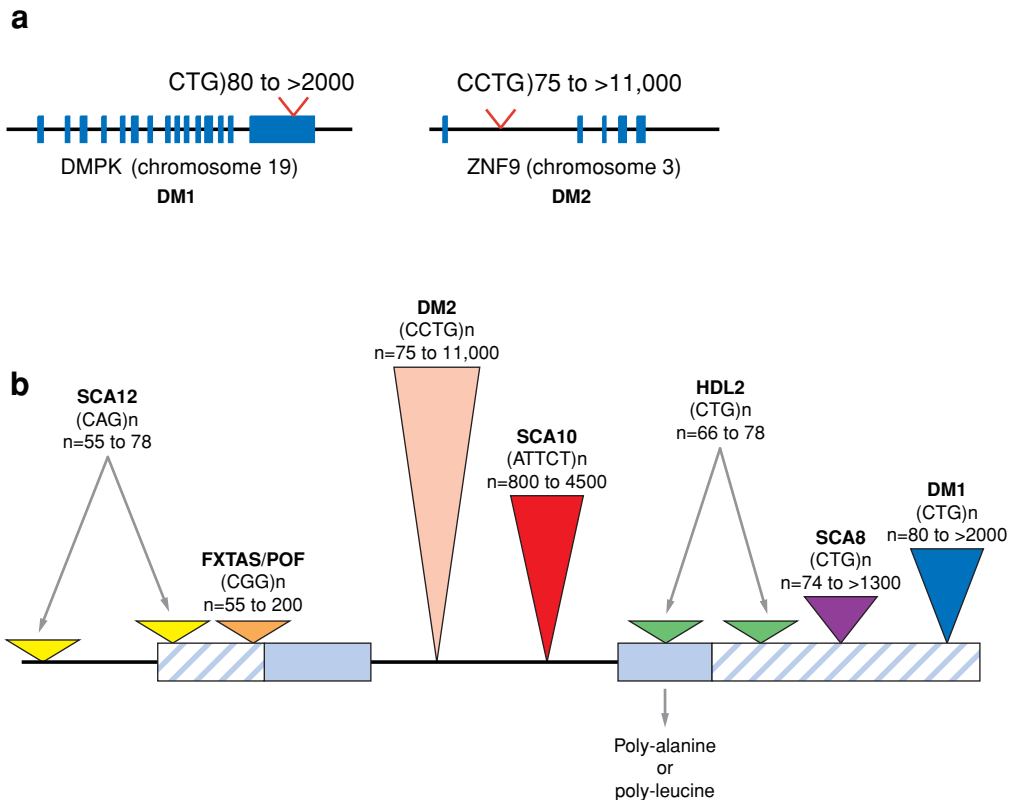 a
CTG)80 to >2000
CCTG)75 to >11,000
DMPK (chromosome 19)
DM1
ZNF9 (chromosome 3)
DM2
b
SCA12
(CAG)n
n=55 to 78
FXTAS/POF
(CGG)n
n=55 to 200
DM2
(CCTG)n
n=75 to 11,000
SCA10
(ATTCT)n
n=800 to 4500
HDL2
(CTG)n
n=66 to 78
SCA8
(CTG)n
n=74 to >1300
DM1
(CTG)n
n=80 to >2000
Poly-alanine
or
poly-leucine